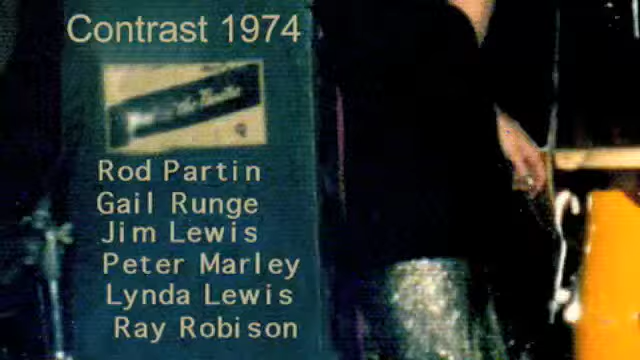 Contrast 1974
Rod Partin
Gail Runge
Jim Lewis
Peter Marley
Lynda Lewis
Ray Robison